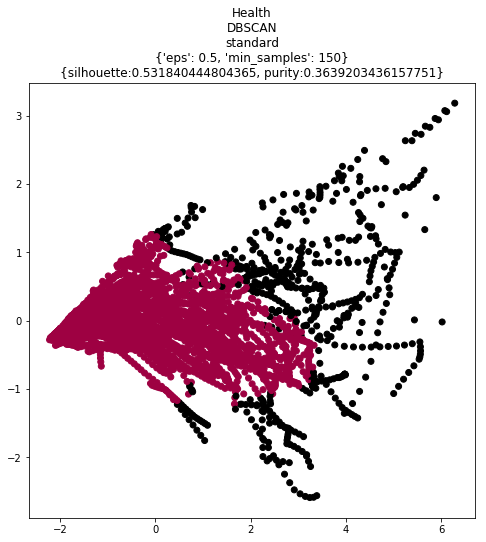 Health
DBSCAN
standard
{'eps': 0.5, 'min_samples': 150}
{silhouette:0.531840444804365, purity:0.3639203436157751}
3
2
1
0
−1
−2
−2 0 2 4 6